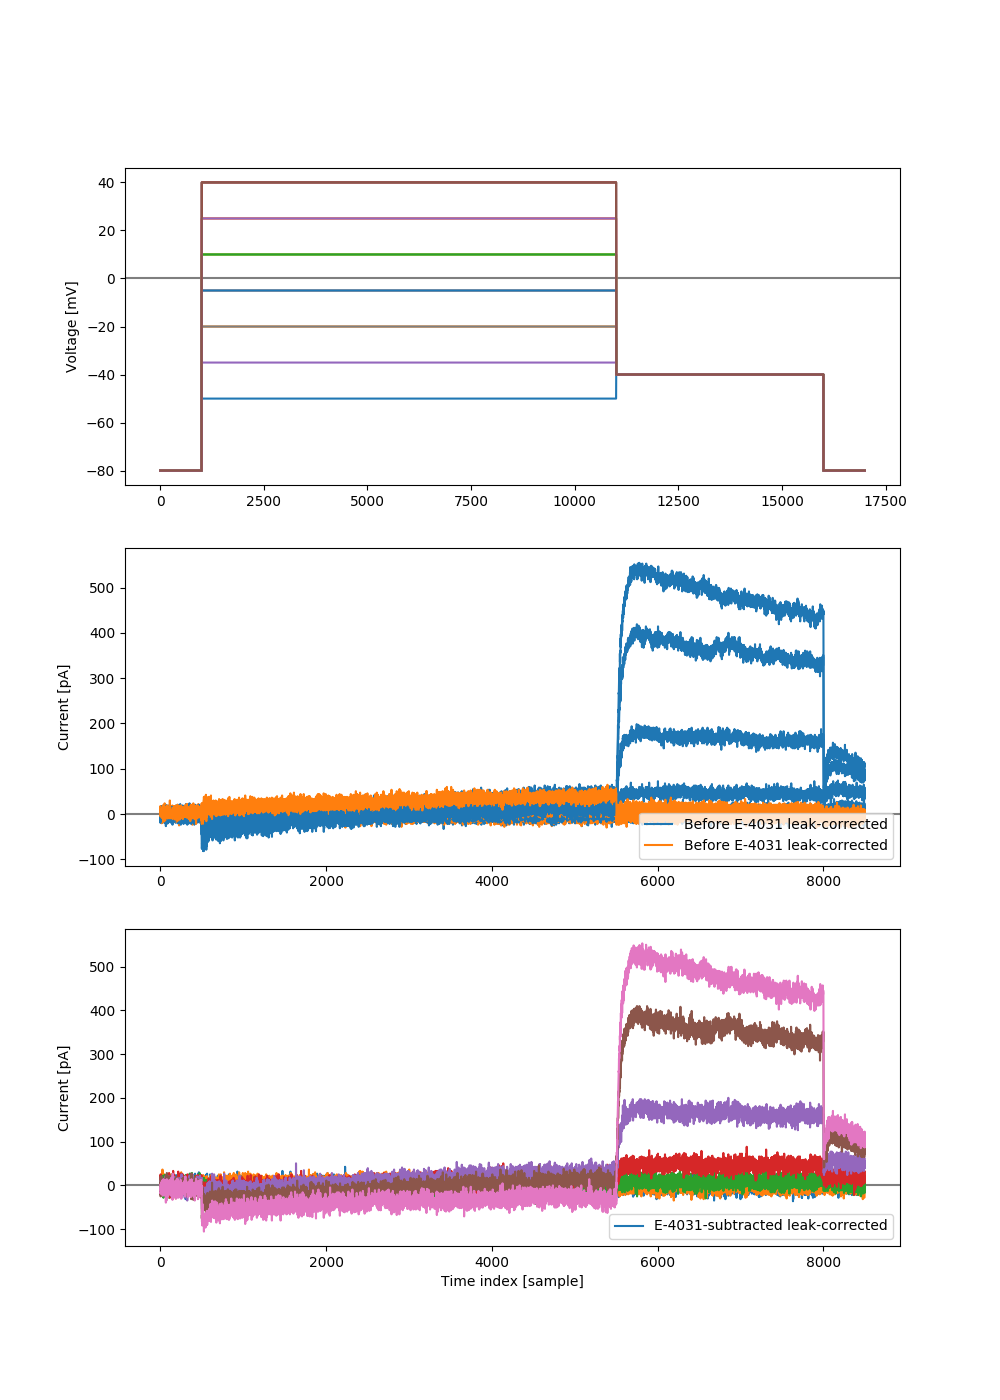 40
20
0
−20
−40
−60
−80
Voltage [mV]
0 2500 5000 7500 10000 12500 15000 17500
500
400
300
200
100
0
−100
Current [pA]
Before E-4031 leak-corrected
Before E-4031 leak-corrected
0 2000 4000 6000 8000
500
400
300
200
100
0
−100
Current [pA]
E-4031-subtracted leak-corrected
0 2000 4000 6000 8000
Time index [sample]